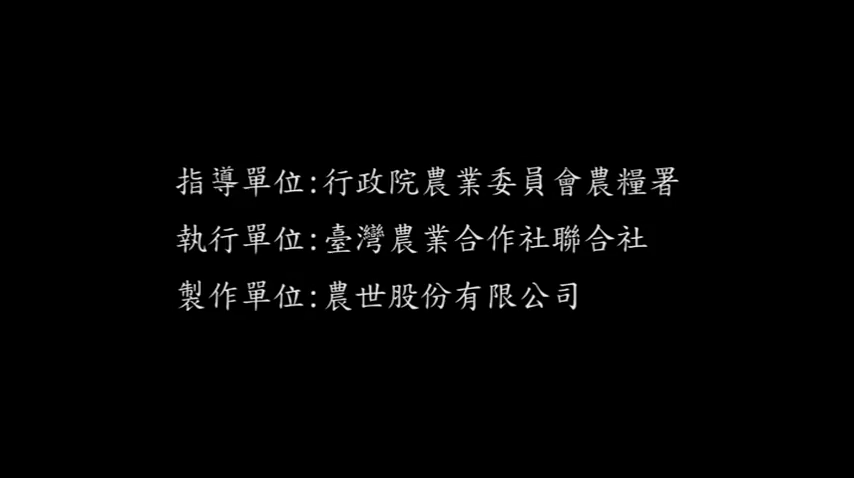 指導單位:行政院農業委員會農糧署
執行單位:臺灣農業合作社聯合社
製作單位:農世股份有限公司